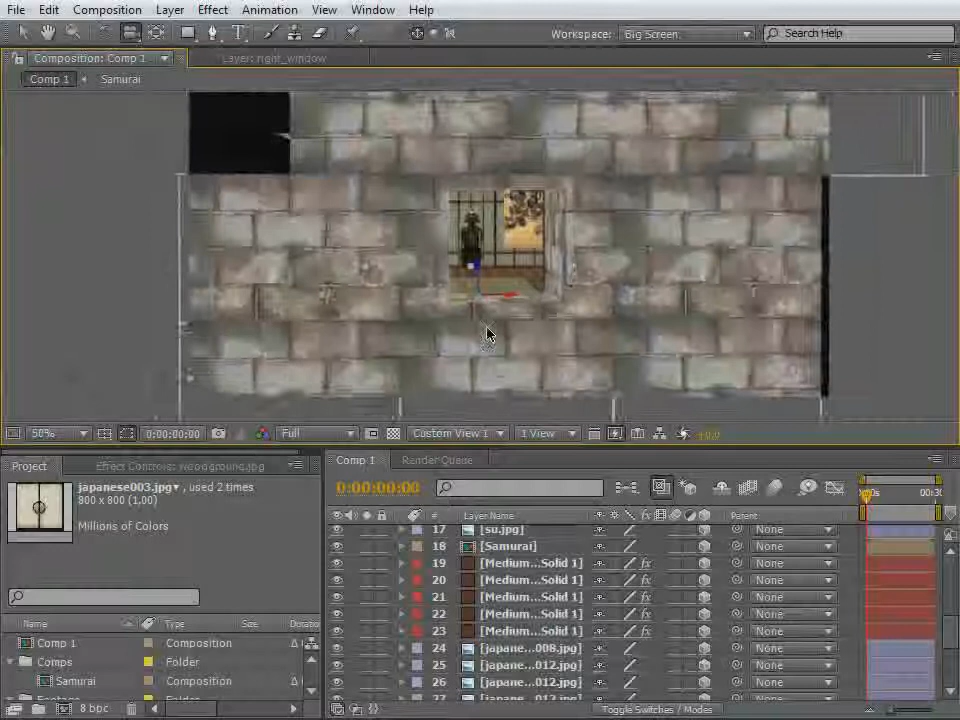 File Edit Composition Layer Effect Animation View Window Help
Workspace: Big Screen Search Help
Composition: Comp 1 Layer: right_window
Comp 1 Samurai
50% 0:00:00:00 Full Custom View 1 1 View +0.0
Project Effect Controls: woodground.jpg
japanese003.jpg , used 2 times
800 x 800 (1,00)
Millions of Colors
Name Type Size Duratio
Comp 1 Composition
Comps Folder
Samurai Composition
8 bpc
Comp 1 Render Queue
0:00:00:00
00:30
# Layer Name Parent
17 [su.jpg] None
18 [Samurai] None
19 [Medium...Solid 1] None
20 [Medium...Solid 1] None
21 [Medium...Solid 1] None
22 [Medium...Solid 1] None
23 [Medium...Solid 1] None
24 [japane...008.jpg] None
25 [japane...012.jpg] None
26 [japane...012.jpg] None
Toggle Switches / Modes